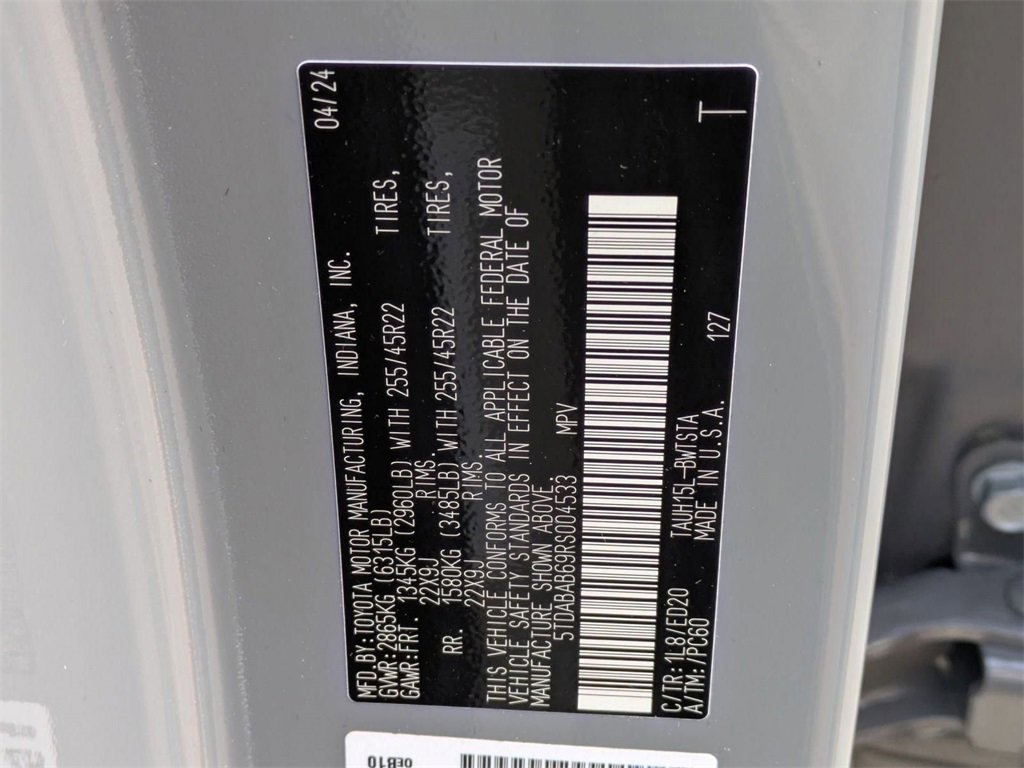 04/24
MFD.BY:TOYOTA MOTOR MANUFACTURING, INDIANA, INC.
GVWR:2865KG (6315LB)
GAWR:FRT. 1345KG (2960LB) WITH 255/45R22 TIRES,
22X9J RIMS.
RR. 1580KG (3485LB) WITH 255/45R22 TIRES,
22X9J RIMS.
THIS VEHICLE CONFORMS TO ALL APPLICABLE FEDERAL MOTOR
VEHICLE SAFETY STANDARDS IN EFFECT ON THE DATE OF
MANUFACTURE SHOWN ABOVE.
5TDABAB69RS004533 MPV
C/TR:1L8/ED20 TAUH15L-BWTSTA
A/TM:/PC60 MADE IN U.S.A. 127 T
0EB10